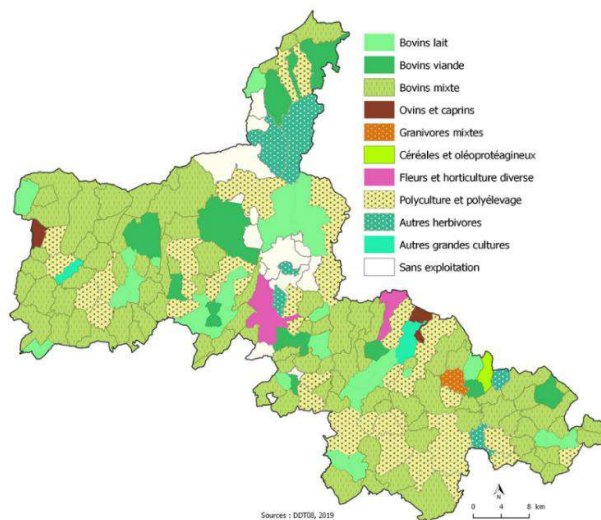 Bovins lait
Bovins viande
Bovins mixte
Ovins et caprins
Granivores mixtes
Céréales et oléoprotéagineux
Fleurs et horticulture diverse
Polyculture et polyélevage
Autres herbivores
Autres grandes cultures
Sans exploitation
Sources : DDT08, 2019
N
0 4 8 km